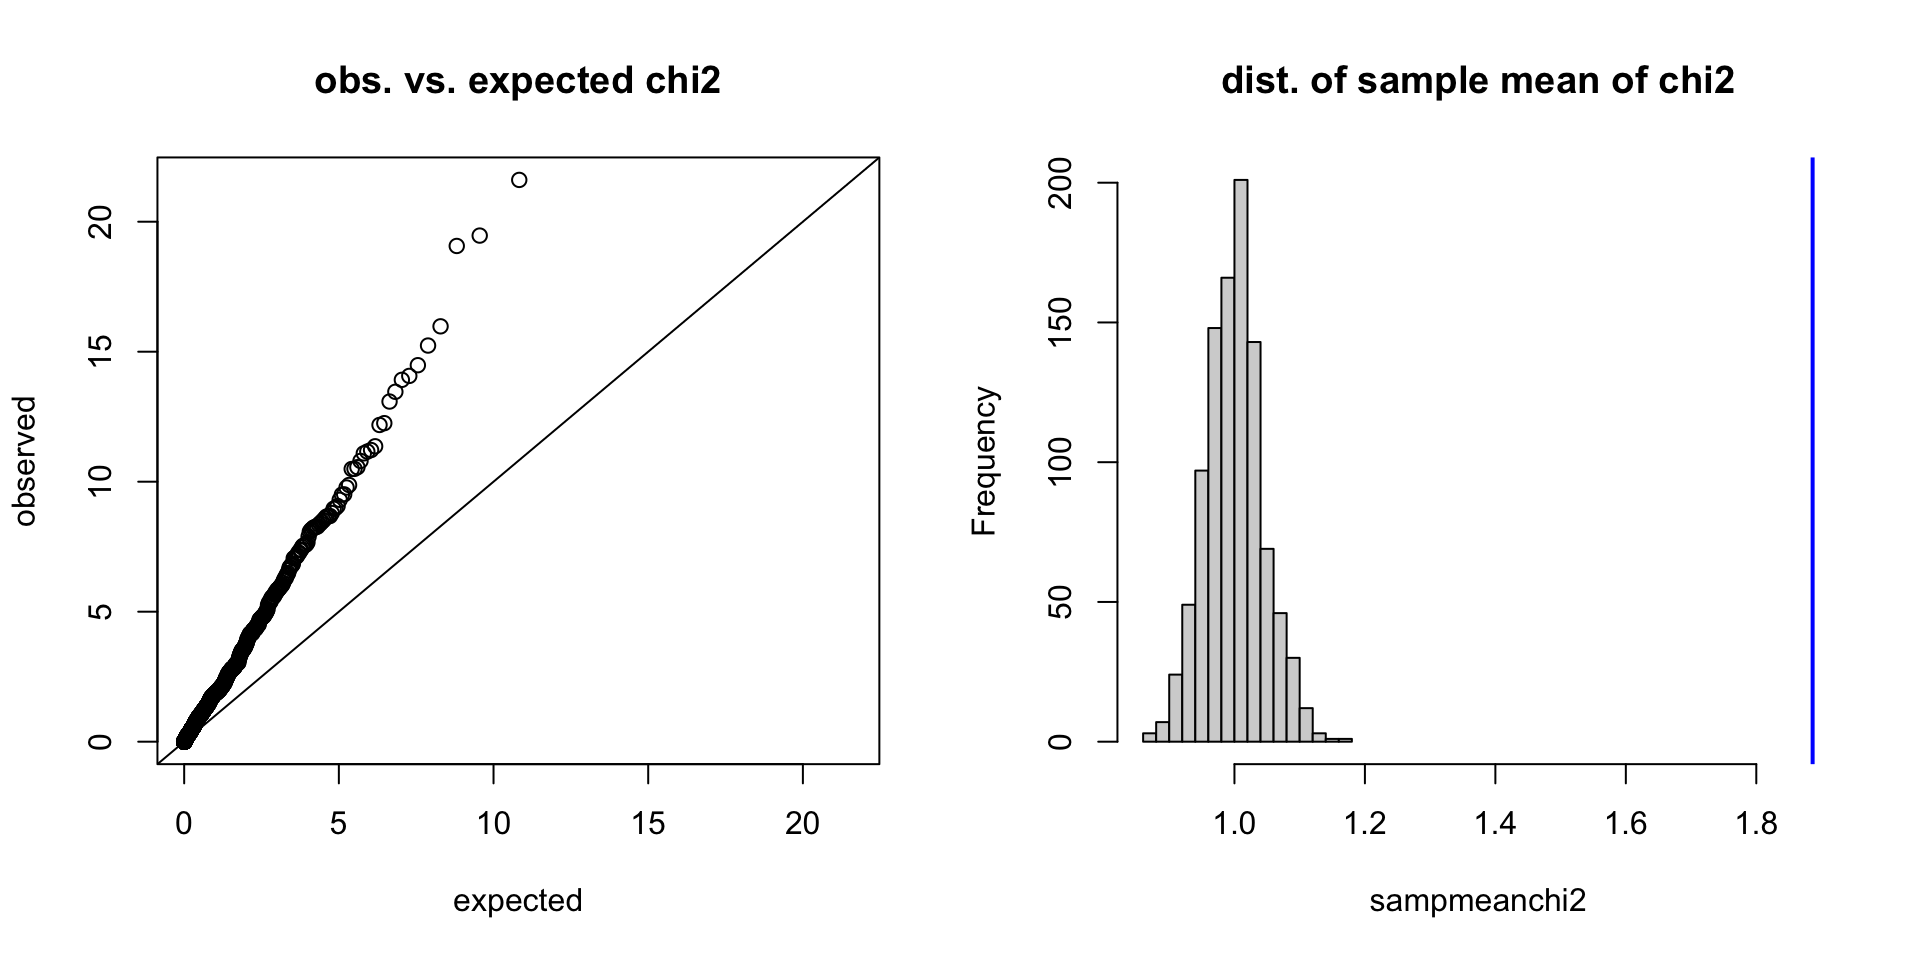 obs. vs. expected chi2
observed
0
5
10
15
20
0 5 10 15 20
expected
dist. of sample mean of chi2
Frequency
0
50
100
150
200
1.0 1.2 1.4 1.6 1.8
sampmeanchi2